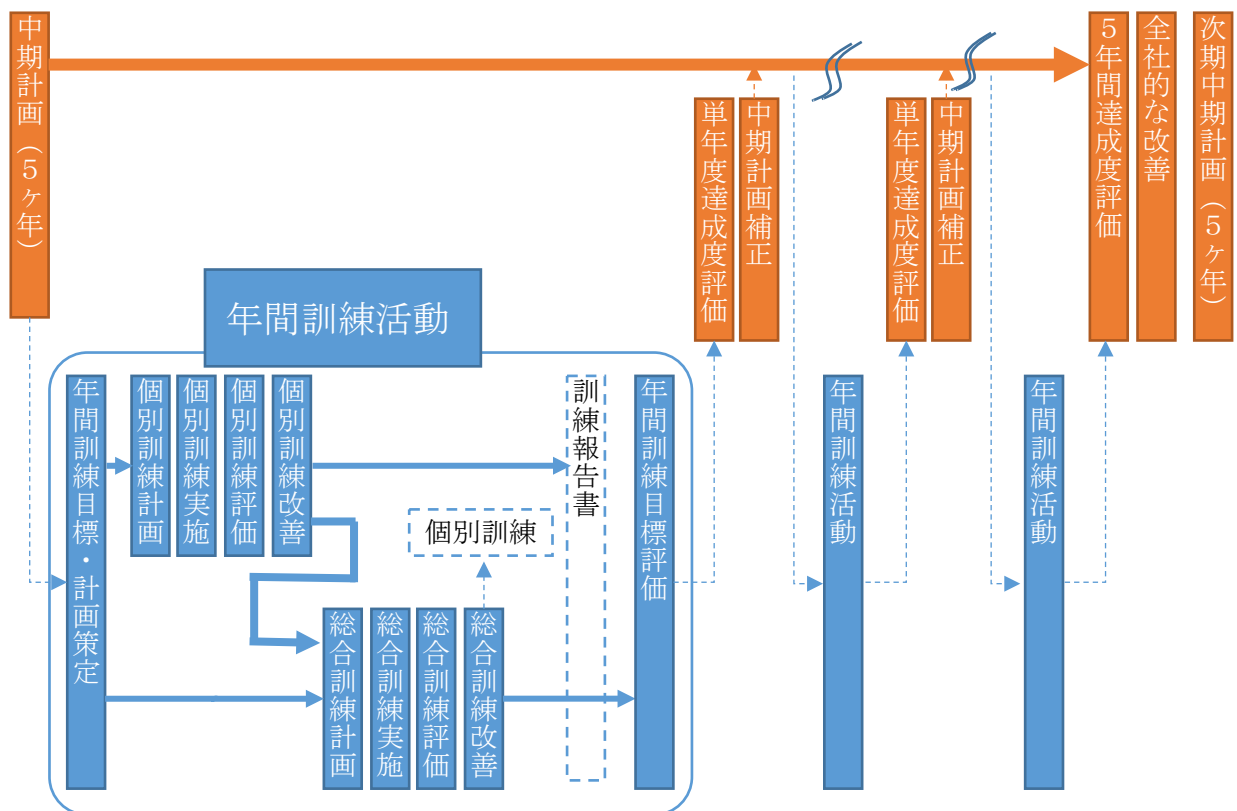 中期計画（５ヶ年）
単年度達成度評価
中期計画補正
単年度達成度評価
中期計画補正
５年間達成度評価
全社的な改善
次期中期計画（５ヶ年）
年間訓練活動
年間訓練目標・計画策定
個別訓練計画
個別訓練実施
個別訓練評価
個別訓練改善
個別訓練
総合訓練計画
総合訓練実施
総合訓練評価
総合訓練改善
訓練報告書
年間訓練目標評価
年間訓練活動
年間訓練活動